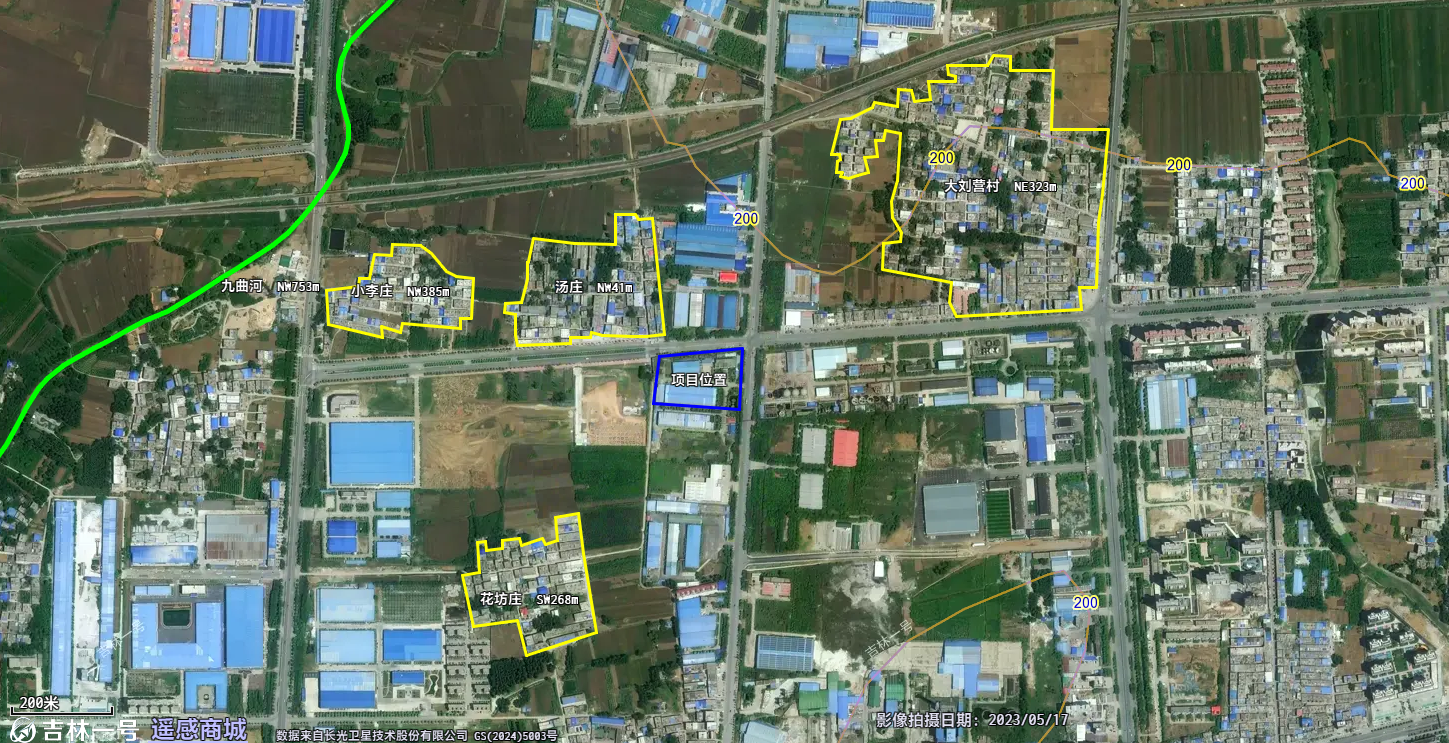 200
200
大刘营村 NE323m
200
200
九曲河 NW753m
小李庄 NW385m
汤庄 NW41m
项目位置
花坊庄 SW268m
200
吉林一号
200米
影像拍摄日期: 2023/05/17
吉林一号 遥感商城
数据来自长光卫星技术股份有限公司 GS(2024)5003号